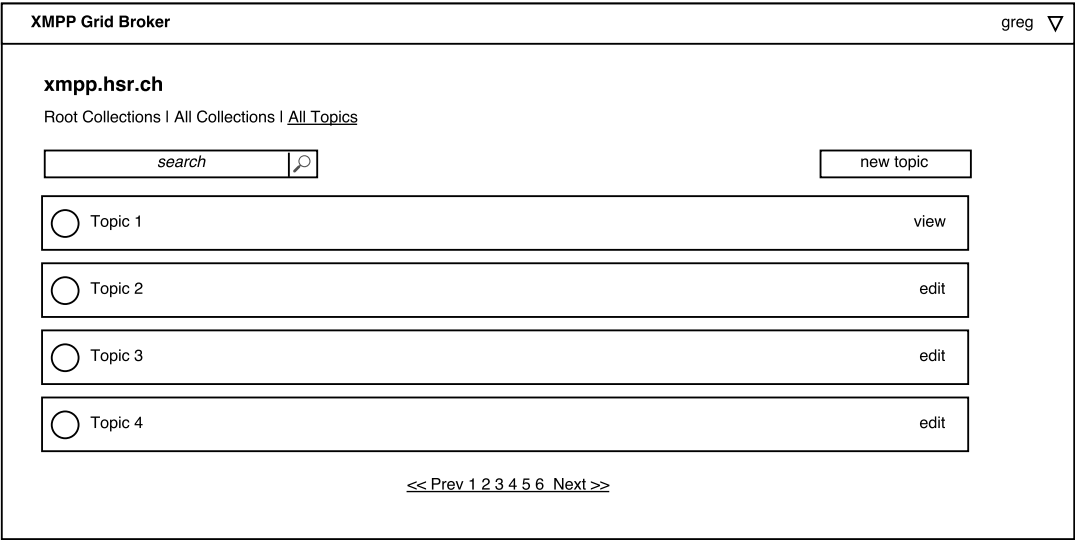 XMPP Grid Broker greg
xmpp.hsr.ch
Root Collections | All Collections | All Topics
search new topic
Topic 1 view
Topic 2 edit
Topic 3 edit
Topic 4 edit
<< Prev 1 2 3 4 5 6 Next >>